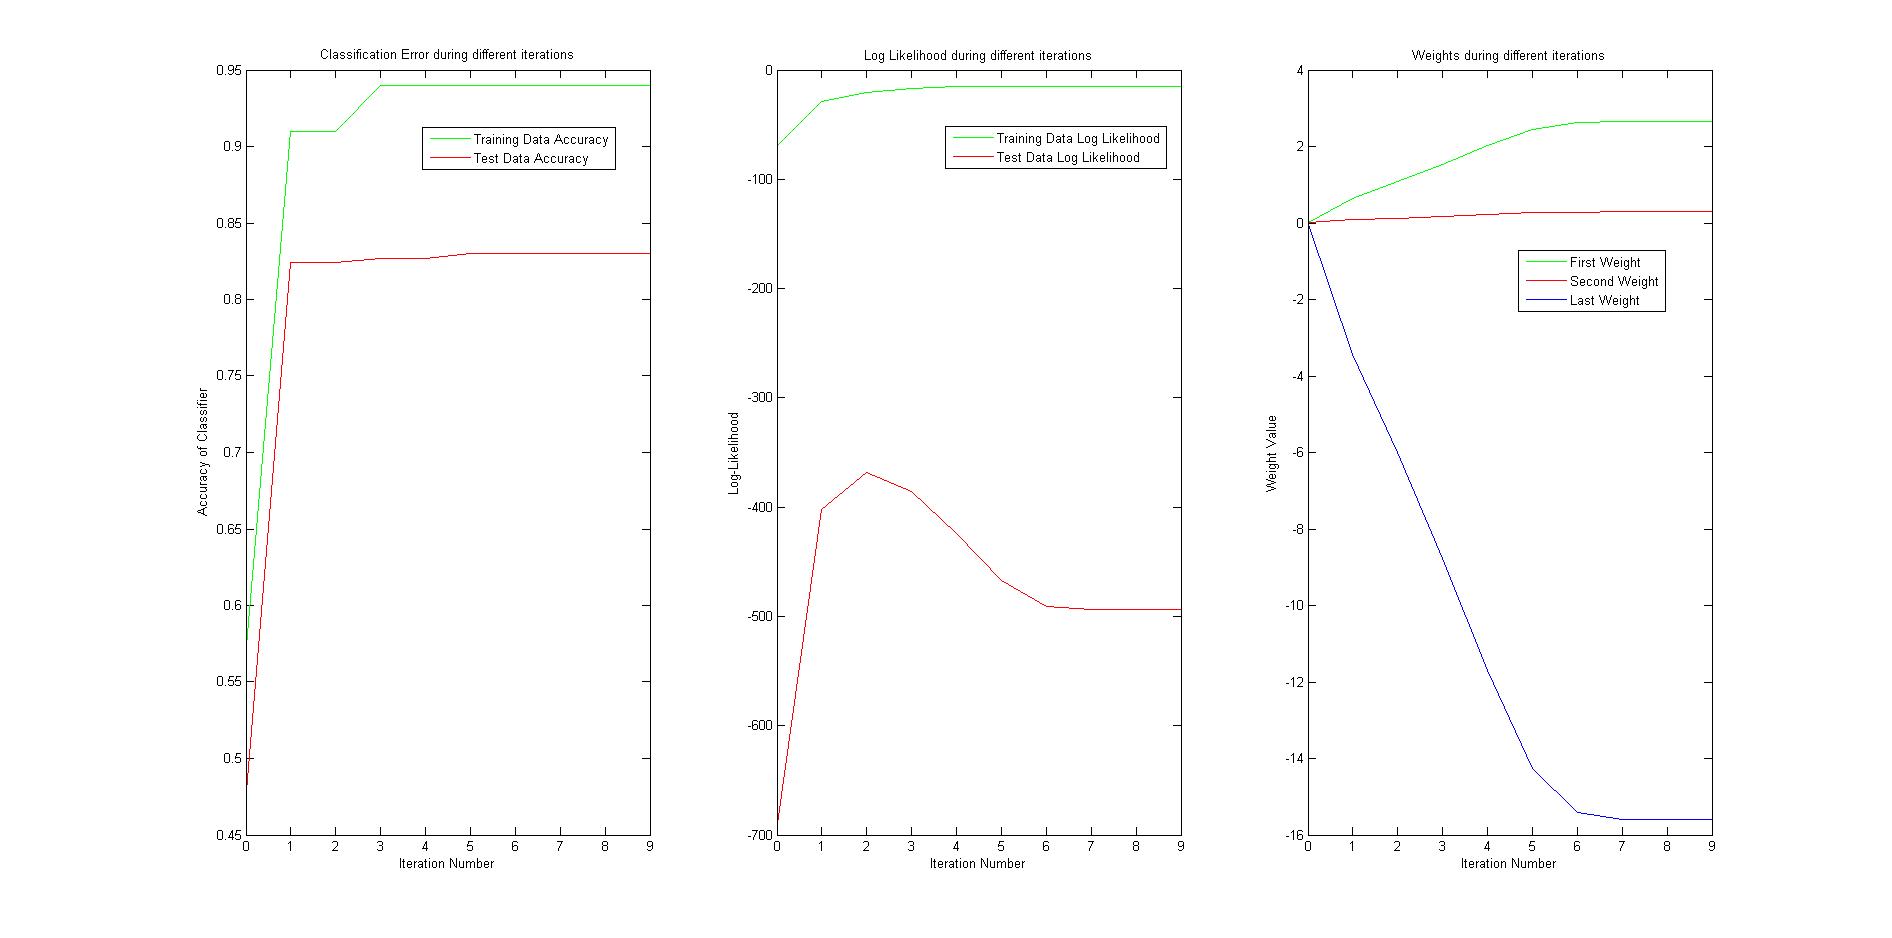 Classification Error during different iterations
0.95
0.9
0.85
0.8
0.75
0.7
0.65
0.6
0.55
0.5
0.45
Accuracy of Classifier
Training Data Accuracy
Test Data Accuracy
0 1 2 3 4 5 6 7 8 9
Iteration Number
Log Likelihood during different iterations
0
-100
-200
-300
-400
-500
-600
-700
Log-Likelihood
Training Data Log Likelihood
Test Data Log Likelihood
0 1 2 3 4 5 6 7 8 9
Iteration Number
Weights during different iterations
4
2
0
-2
-4
-6
-8
-10
-12
-14
-16
Weight Value
First Weight
Second Weight
Last Weight
0 1 2 3 4 5 6 7 8 9
Iteration Number